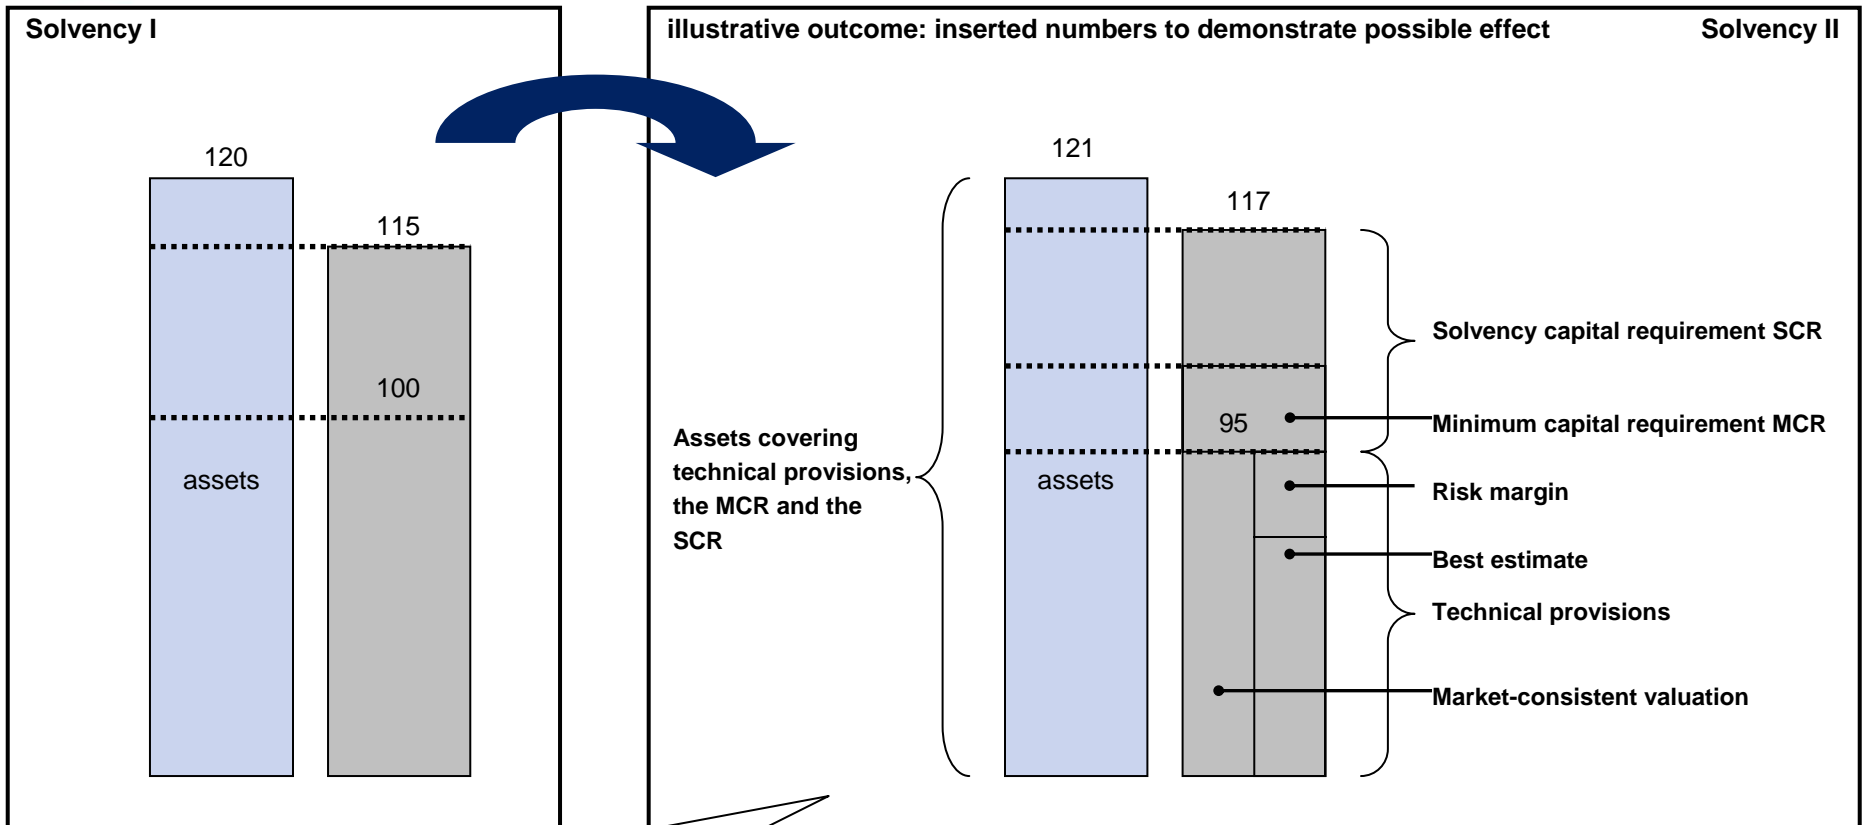 Solvency I
120
115
100
assets
illustrative outcome: inserted numbers to demonstrate possible effect
Solvency II
121
117
95
assets
Assets covering
technical provisions,
the MCR and the
SCR
Solvency capital requirement SCR
Minimum capital requirement MCR
Risk margin
Best estimate
Technical provisions
Market-consistent valuation